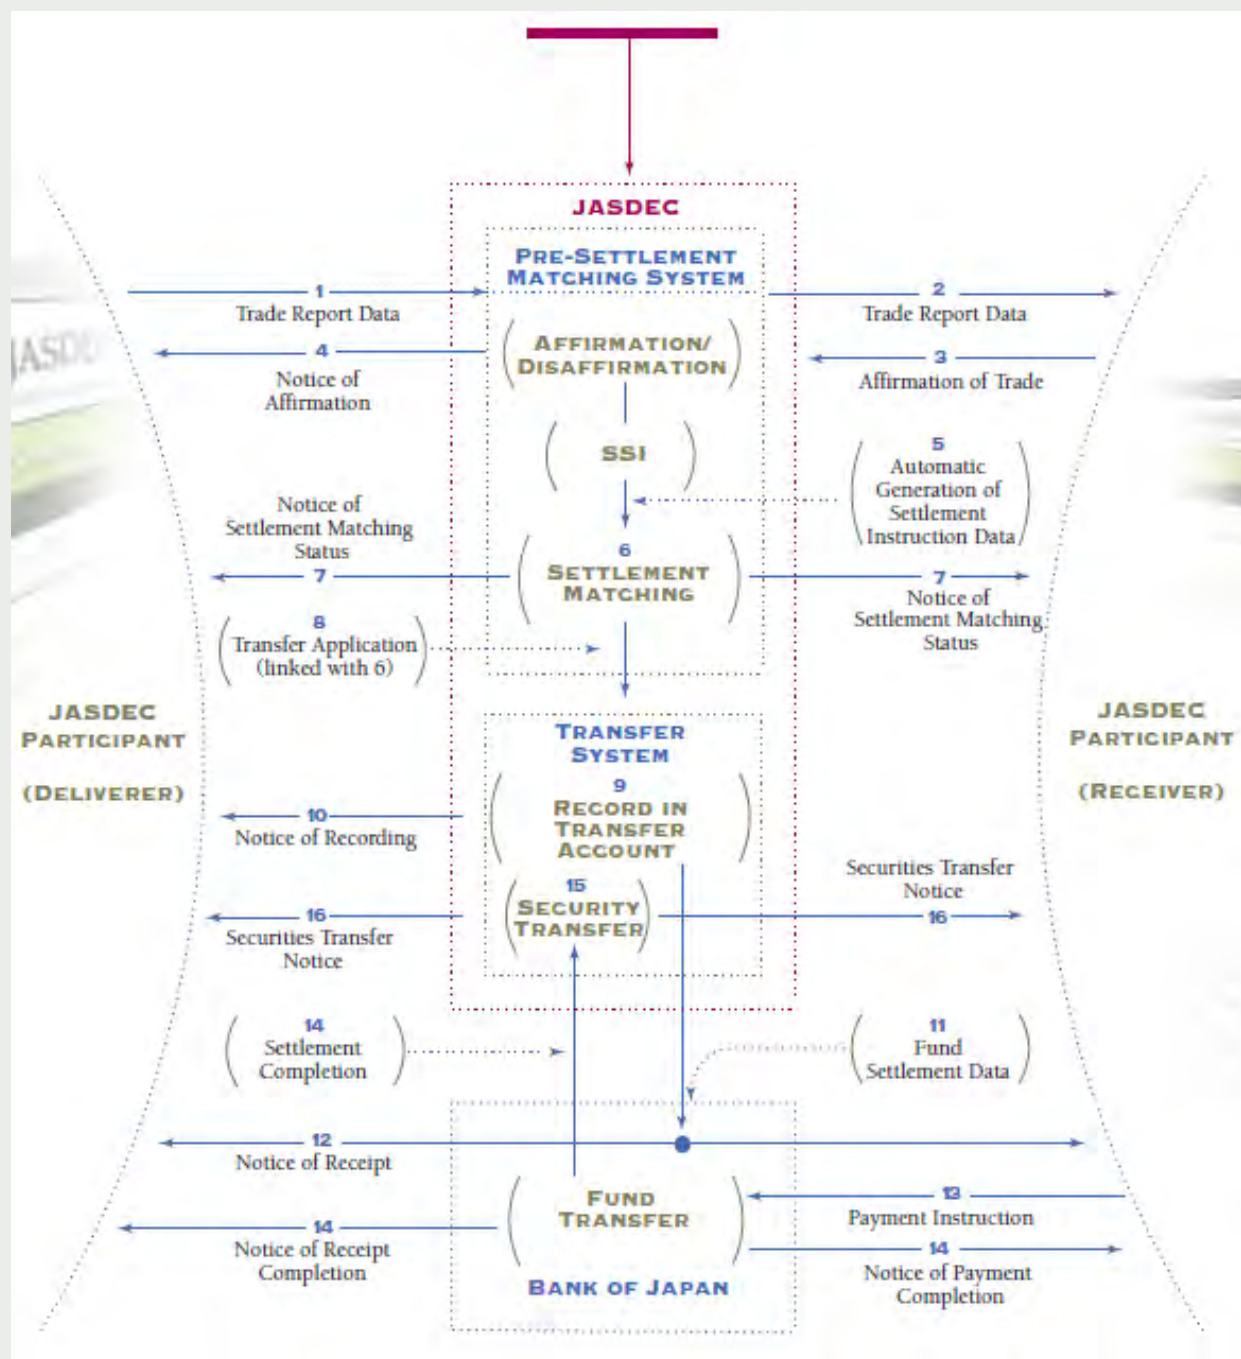 JASDEC
PRE-SETTLEMENT
MATCHING SYSTEM
1
Trade Report Data
2
Trade Report Data
AFFIRMATION/
DISAFFIRMATION
4
Notice of
Affirmation
3
Affirmation of Trade
SSI
5
Automatic
Generation of
Settlement
Instruction Data
Notice of
Settlement Matching
Status
7
6
SETTLEMENT
MATCHING
7
Notice of
Settlement Matching
Status
8
Transfer Application
(linked with 6)
JASDEC
PARTICIPANT
(DELIVERER)
JASDEC
PARTICIPANT
(RECEIVER)
TRANSFER
SYSTEM
9
RECORD IN
TRANSFER
ACCOUNT
10
Notice of Recording
15
SECURITY
TRANSFER
16
Securities Transfer
Notice
Securities Transfer
Notice
16
14
Settlement
Completion
11
Fund
Settlement Data
12
Notice of Receipt
FUND
TRANSFER
13
Payment Instruction
14
Notice of Receipt
Completion
14
Notice of Payment
Completion
BANK OF JAPAN